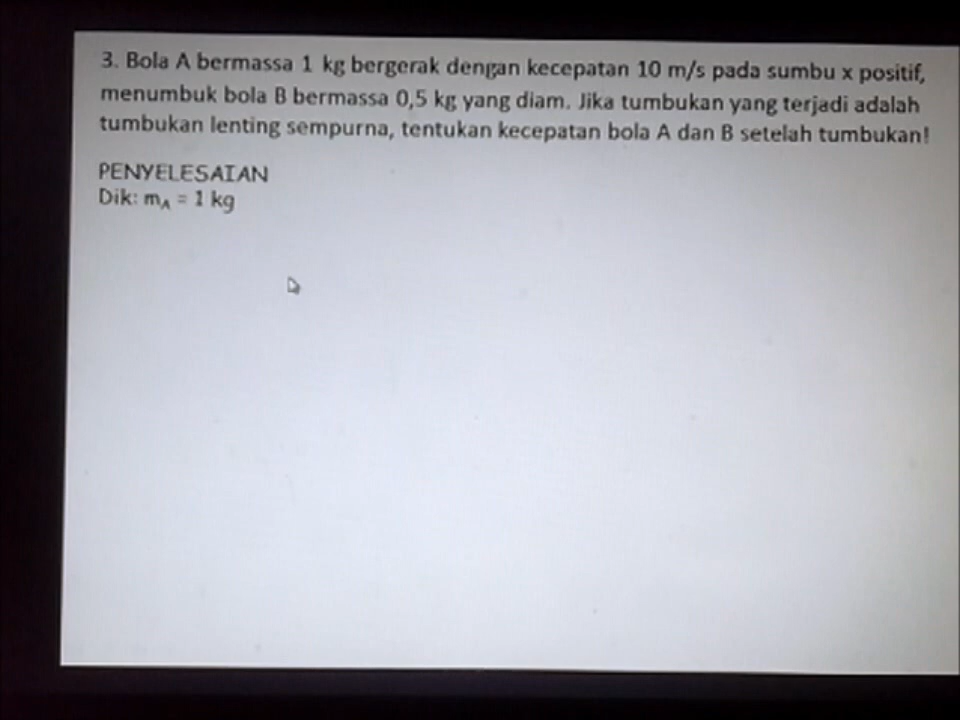 3. Bola A bermassa 1 kg bergerak dengan kecepatan 10 m/s pada sumbu x positif,
menumbuk bola B bermassa 0,5 kg yang diam. Jika tumbukan yang terjadi adalah
tumbukan lenting sempurna, tentukan kecepatan bola A dan B setelah tumbukan!
PENYELESAIAN
Dik: mA = 1 kg